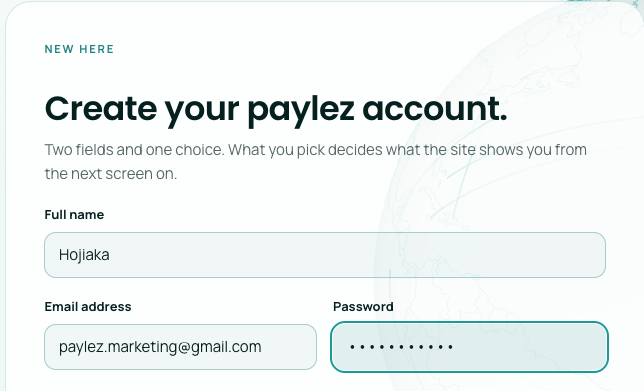 NEW HERE
Create your paylez account.
Two fields and one choice. What you pick decides what the site shows you from
the next screen on.
Full name
Hojiaka
Email address
Password
paylez.marketing@gmail.com
•••••••••••